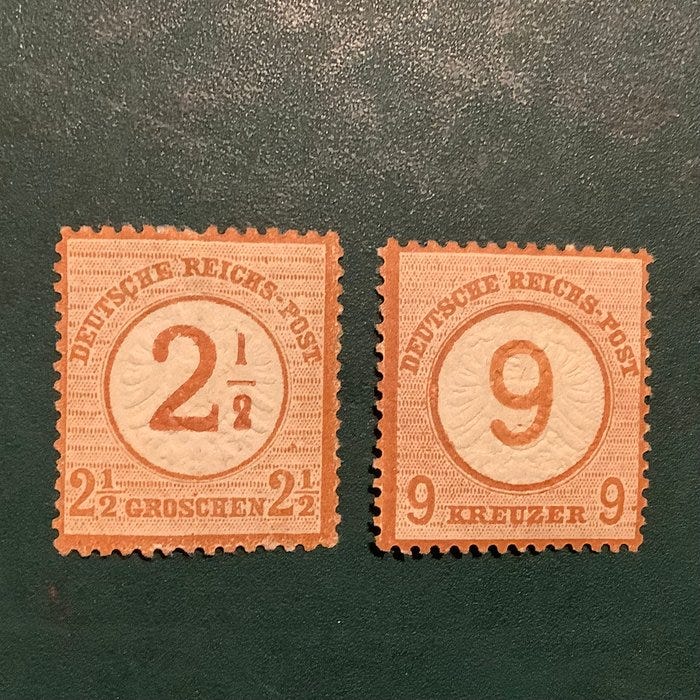 DEUTSCHE REICHS-POST
2 1/2
2 1/2 GROSCHEN 2 1/2
DEUTSCHE REICHS-POST
9
9 KREUZER 9